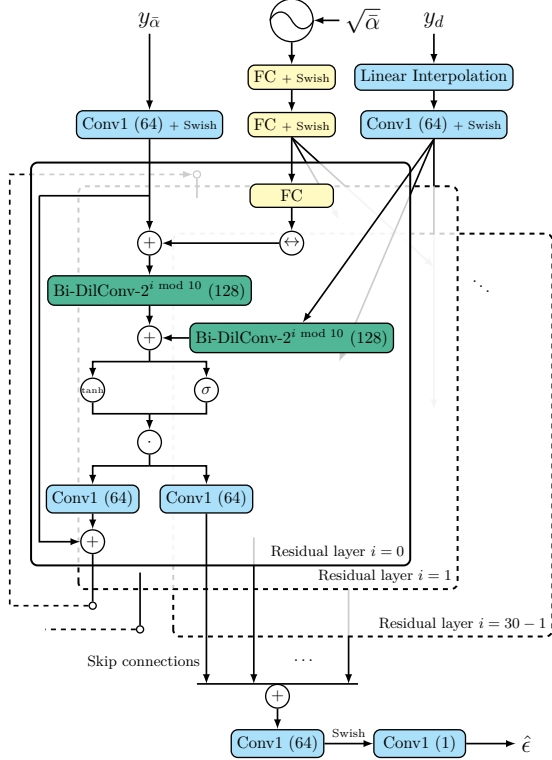 y_ᾱ
√ᾱ
y_d
FC + Swish
Linear Interpolation
Conv1 (64) + Swish
FC + Swish
Conv1 (64) + Swish
FC
+
↔
Bi-DilConv-2^{i mod 10} (128)
+
Bi-DilConv-2^{i mod 10} (128)
tanh
σ
·
Conv1 (64)
Conv1 (64)
+
Residual layer i = 0
Residual layer i = 1
Residual layer i = 30 − 1
Skip connections
...
+
Conv1 (64)
Swish
Conv1 (1)
ϵ̂